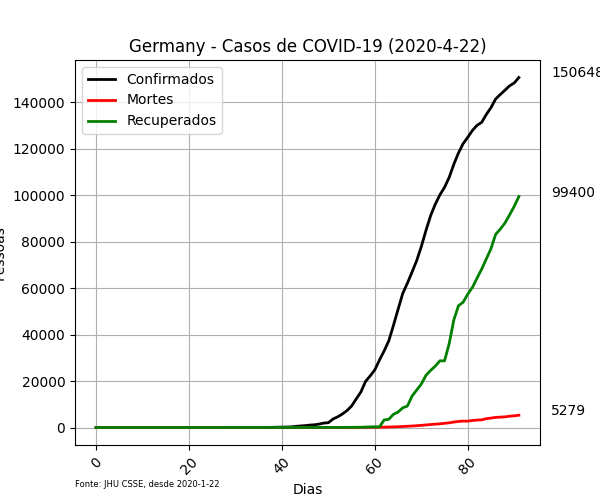 Germany - Casos de COVID-19 (2020-4-22)
Confirmados
Mortes
Recuperados
150648
99400
5279
140000
120000
100000
80000
60000
40000
20000
0
0
20
40
60
80
Dias
Fonte: JHU CSSE, desde 2020-1-22